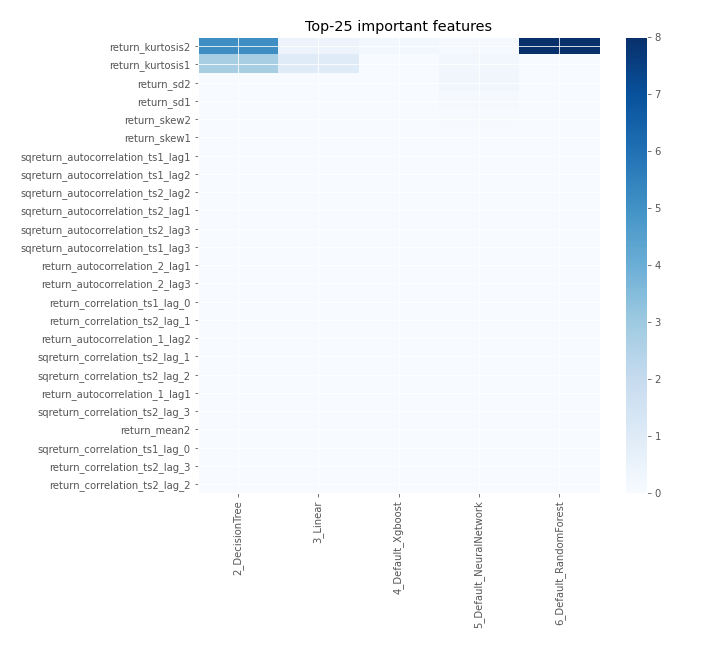 Top-25 important features
return_kurtosis2
return_kurtosis1
return_sd2
return_sd1
return_skew2
return_skew1
sqreturn_autocorrelation_ts1_lag1
sqreturn_autocorrelation_ts1_lag2
sqreturn_autocorrelation_ts2_lag2
sqreturn_autocorrelation_ts2_lag1
sqreturn_autocorrelation_ts2_lag3
sqreturn_autocorrelation_ts1_lag3
return_autocorrelation_2_lag1
return_autocorrelation_2_lag3
return_correlation_ts1_lag_0
return_correlation_ts2_lag_1
return_autocorrelation_1_lag2
sqreturn_correlation_ts2_lag_1
sqreturn_correlation_ts2_lag_2
return_autocorrelation_1_lag1
sqreturn_correlation_ts2_lag_3
return_mean2
sqreturn_correlation_ts1_lag_0
return_correlation_ts2_lag_3
return_correlation_ts2_lag_2
2_DecisionTree
3_Linear
4_Default_Xgboost
5_Default_NeuralNetwork
6_Default_RandomForest
8
7
6
5
4
3
2
1
0